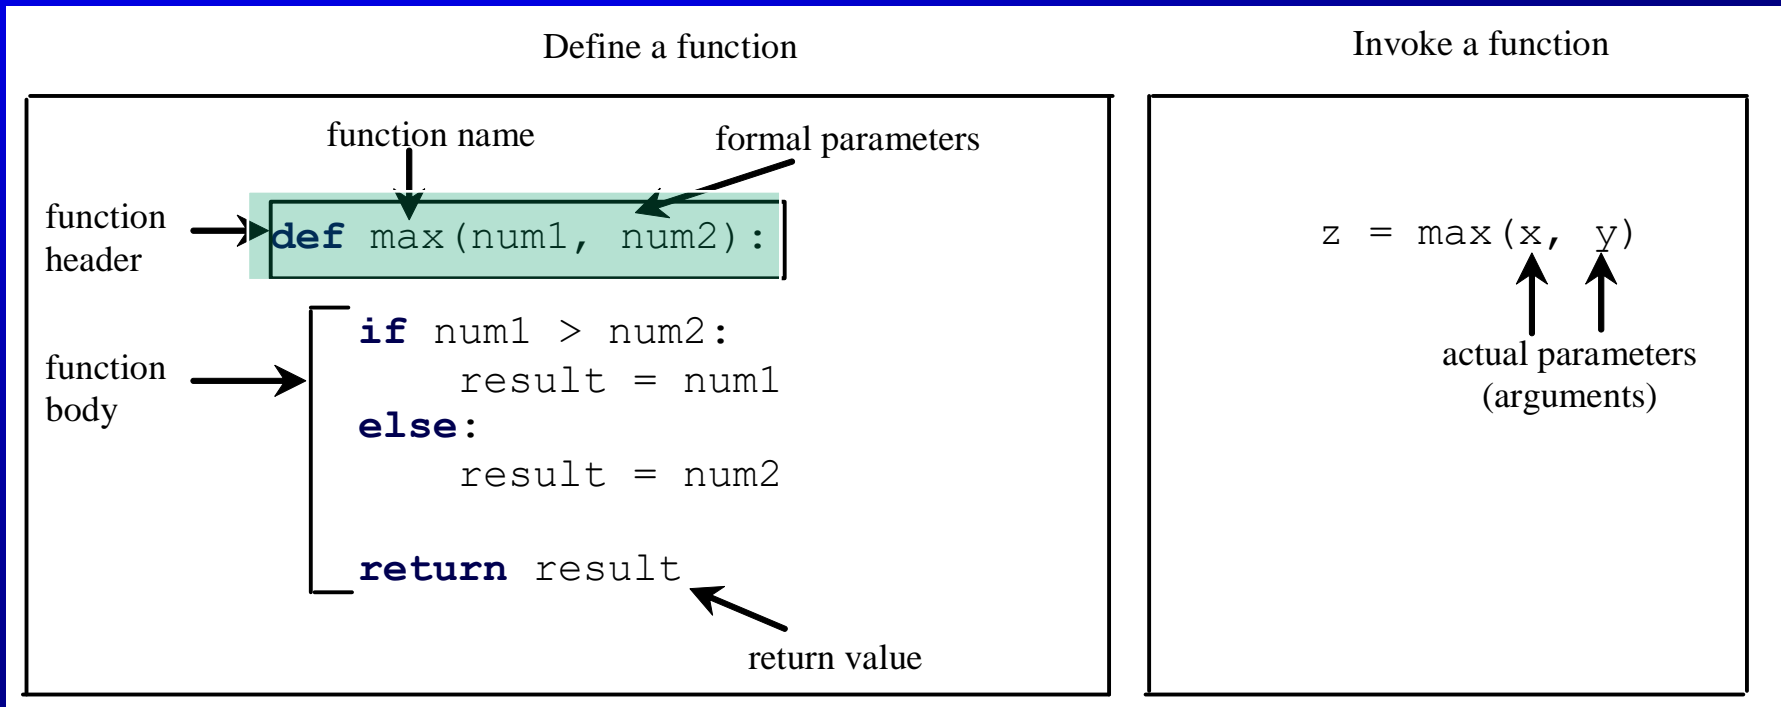 Define a function
function name
formal parameters
function
header
def max(num1, num2):
function
body
if num1 > num2:
result = num1
else:
result = num2
return result
return value
Invoke a function
z = max(x, y)
actual parameters
(arguments)